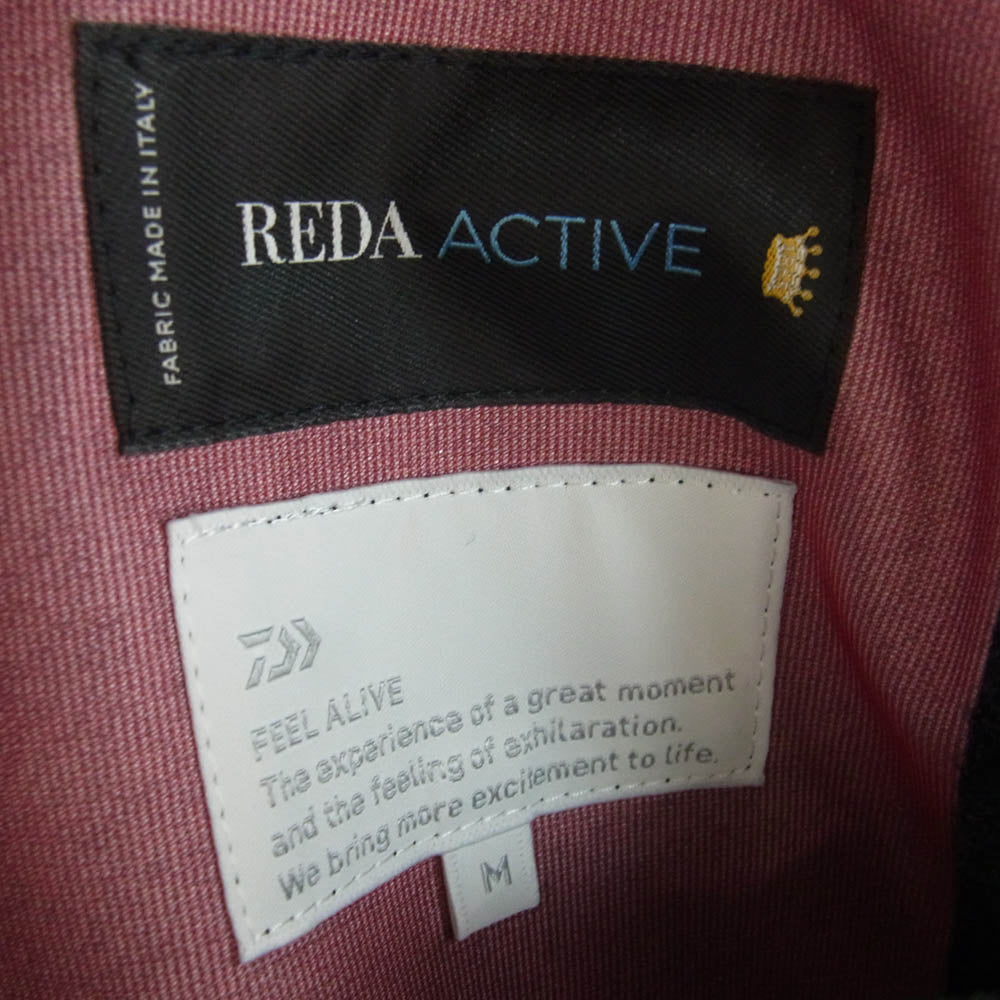 FABRIC MADE IN ITALY
REDA ACTIVE
FEEL ALIVE
The experience of a great moment
and the feeling of exhilaration.
We bring more excitement to life.
M